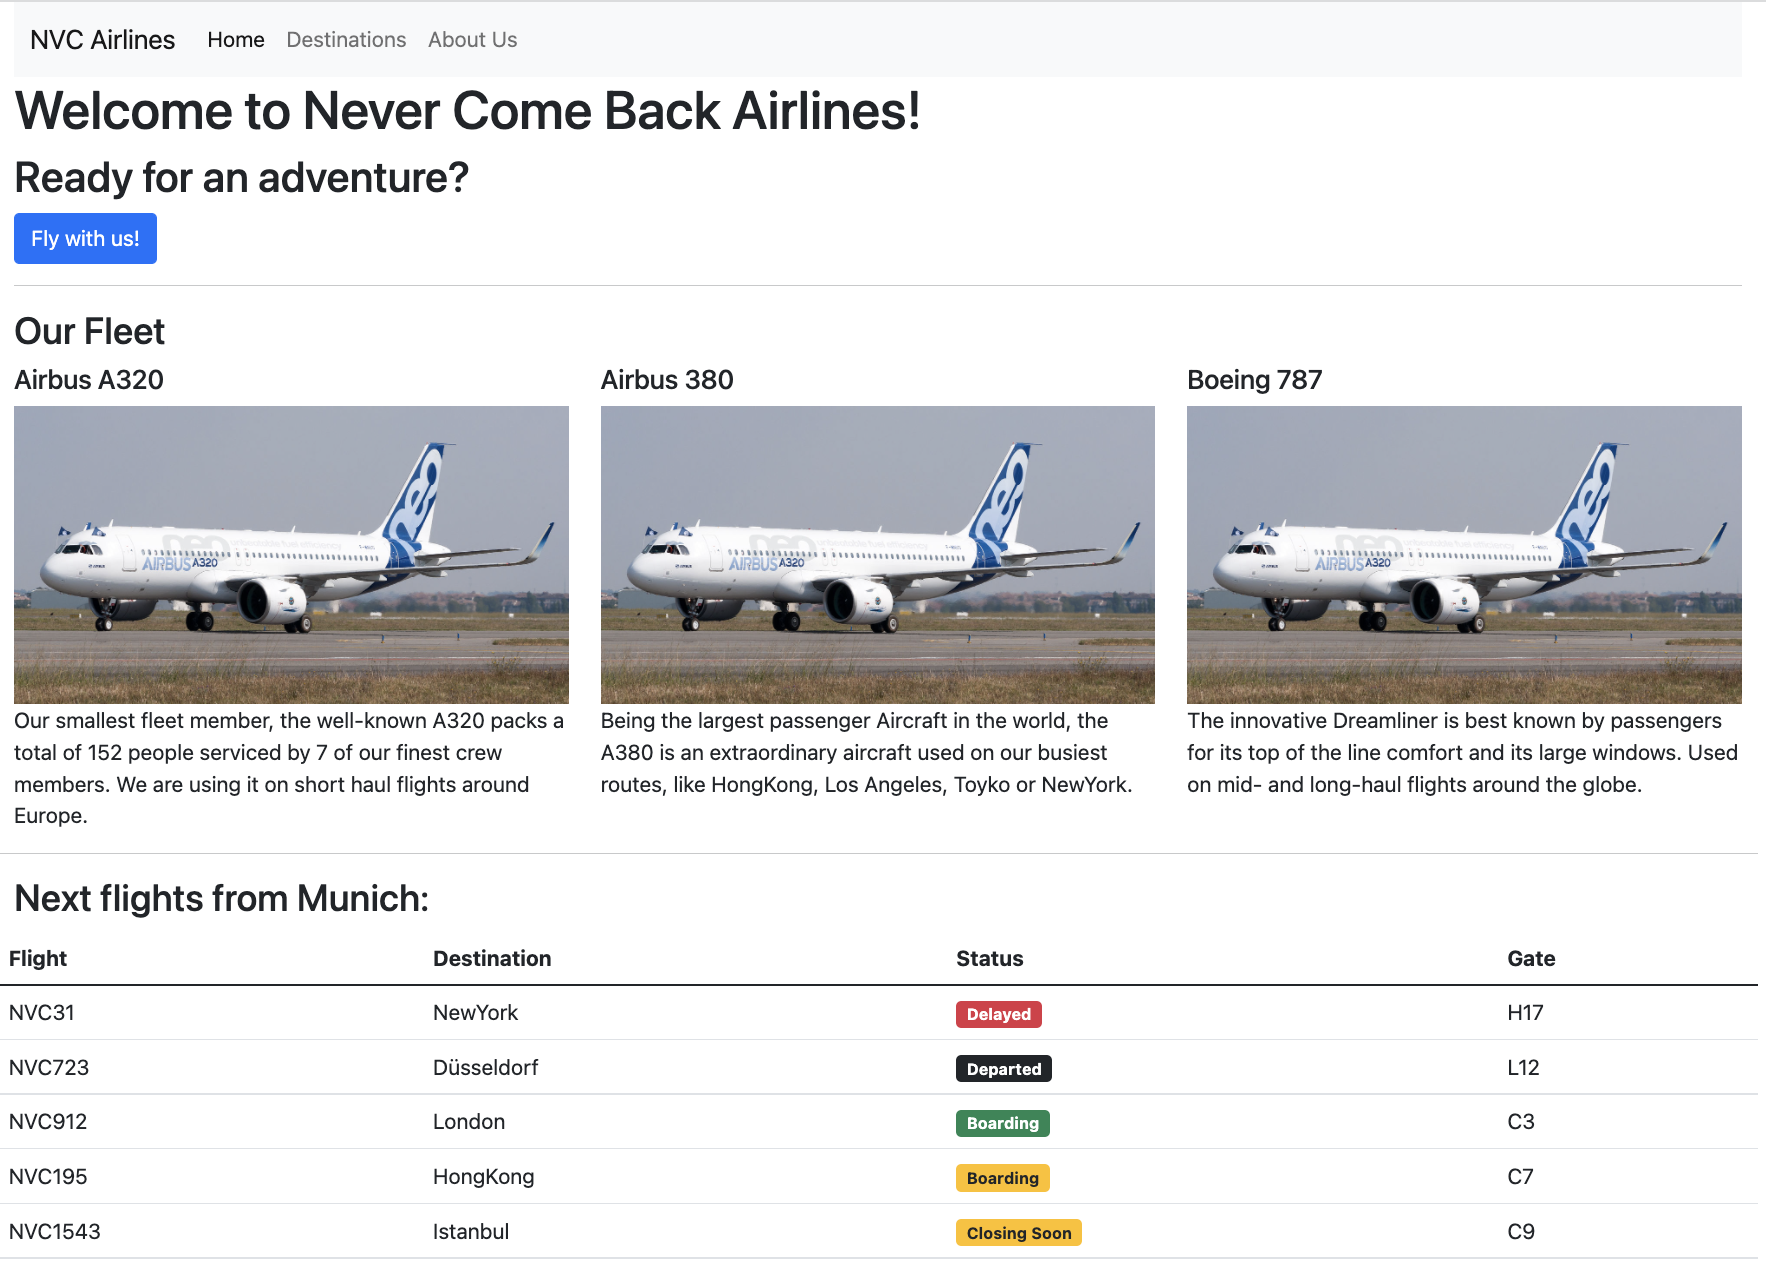 NVC Airlines Home Destinations About Us
Welcome to Never Come Back Airlines!
Ready for an adventure?
Fly with us!
Our Fleet
Airbus A320
AIRBUS A320
Our smallest fleet member, the well-known A320 packs a
total of 152 people serviced by 7 of our finest crew
members. We are using it on short haul flights around
Europe.
Airbus 380
AIRBUS A320
Being the largest passenger Aircraft in the world, the
A380 is an extraordinary aircraft used on our busiest
routes, like HongKong, Los Angeles, Toyko or NewYork.
Boeing 787
AIRBUS A320
The innovative Dreamliner is best known by passengers
for its top of the line comfort and its large windows. Used
on mid- and long-haul flights around the globe.
Next flights from Munich:
Flight Destination Status Gate
NVC31 NewYork Delayed H17
NVC723 Düsseldorf Departed L12
NVC912 London Boarding C3
NVC195 HongKong Boarding C7
NVC1543 Istanbul Closing Soon C9